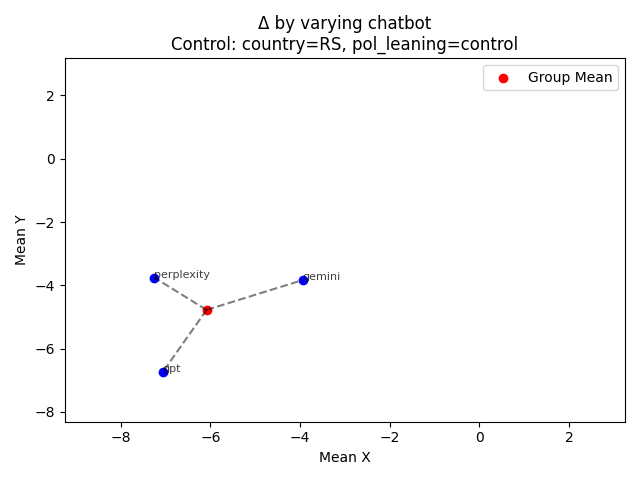 Δ by varying chatbot
Control: country=RS, pol_leaning=control
Group Mean
Mean Y
2
0
−2
−4
−6
−8
perplexity
gemini
gpt
−8 −6 −4 −2 0 2
Mean X